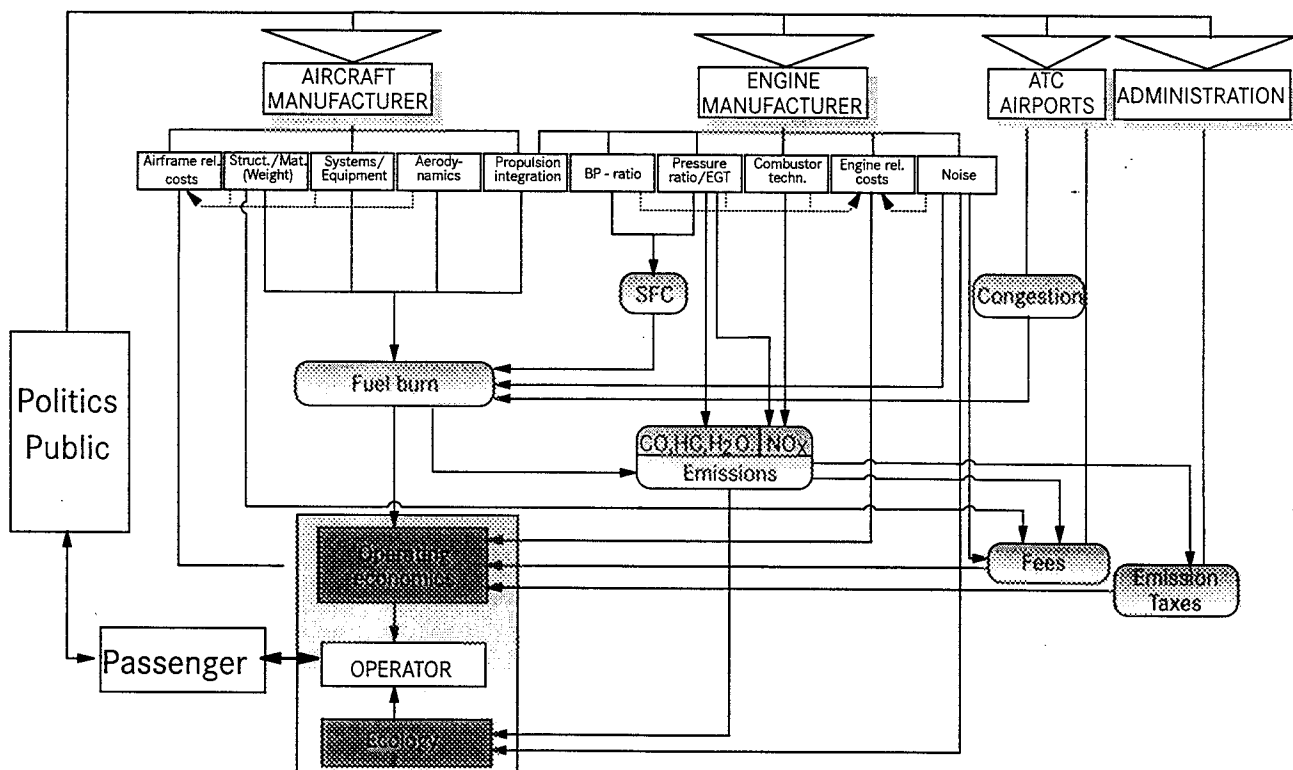 AIRCRAFT
MANUFACTURER
ENGINE
MANUFACTURER
ATC
AIRPORTS
ADMINISTRATION
Airframe rel.
costs
Struct./Mat.
(Weight)
Systems/
Equipment
Aerody-
namics
Propulsion
integration
BP - ratio
Pressure
ratio/EGT
Combustor
techn.
Engine rel.
costs
Noise
SFC
Congestion
Fuel burn
Politics
Public
CO,HC,H2O.
NOx
Emissions
Operating
economics
Fees
Emission
Taxes
Passenger
OPERATOR
Ecology